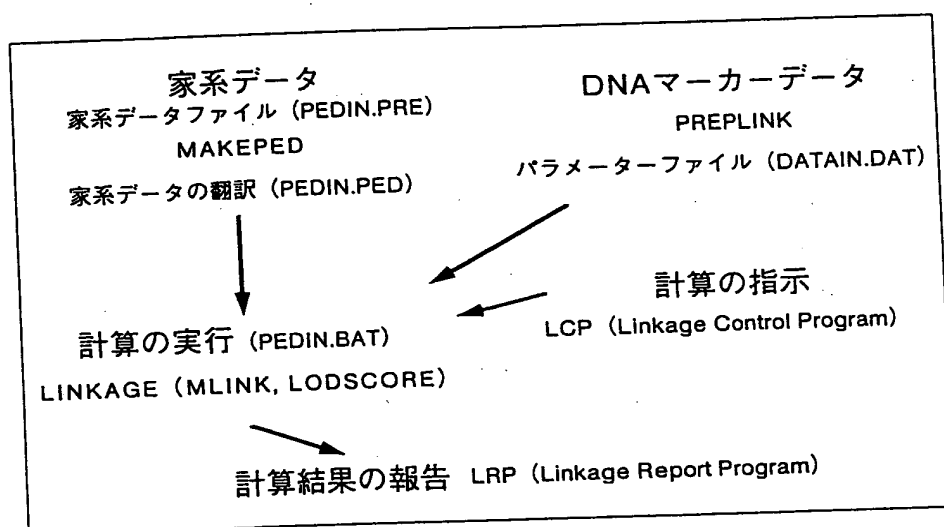 家系データ
家系データファイル（PEDIN.PRE）
MAKEPED
家系データの翻訳（PEDIN.PED）
DNAマーカーデータ
PREPLINK
パラメーターファイル（DATAIN.DAT）
計算の指示
LCP（Linkage Control Program）
計算の実行（PEDIN.BAT）
LINKAGE（MLINK, LODSCORE）
計算結果の報告 LRP（Linkage Report Program）